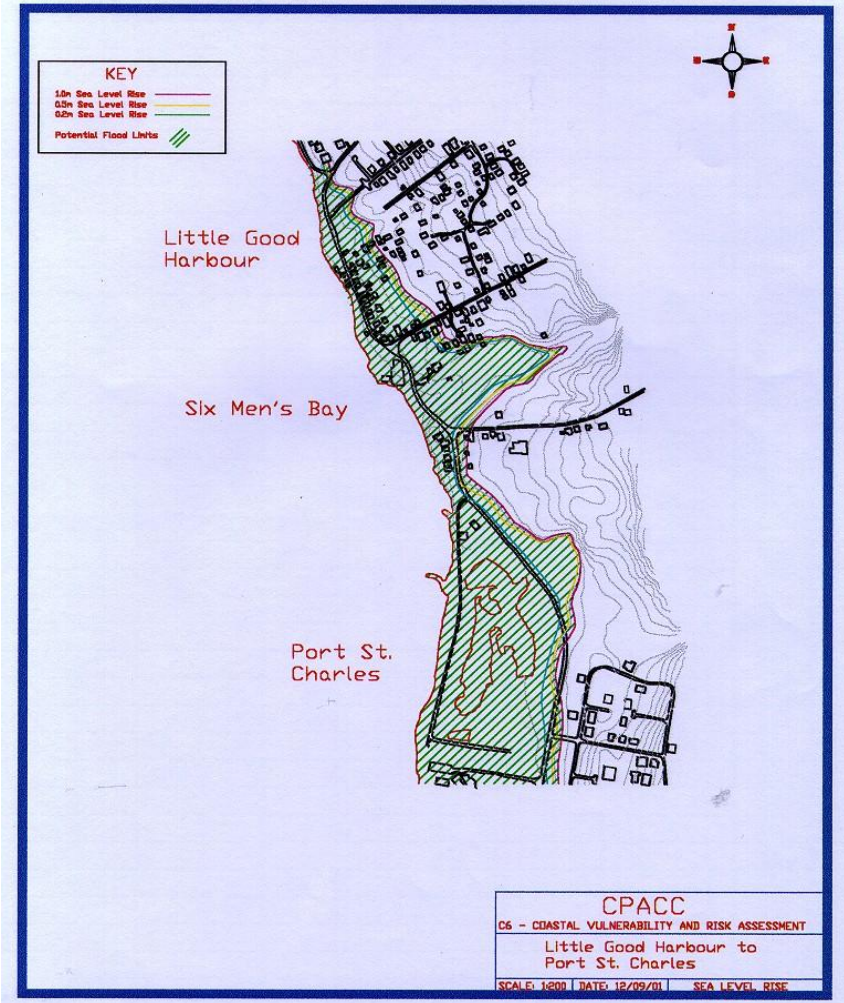 N
W
E
S
KEY
1.0m Sea Level Rise
0.5m Sea Level Rise
0.2m Sea Level Rise
Potential Flood Limits
Little Good
Harbour
Six Men's Bay
Port St.
Charles
CPACC
C6 - COASTAL VULNERABILITY AND RISK ASSESSMENT
Little Good Harbour to
Port St. Charles
SCALE: 1:200 DATE: 12/09/01 SEA LEVEL RISE